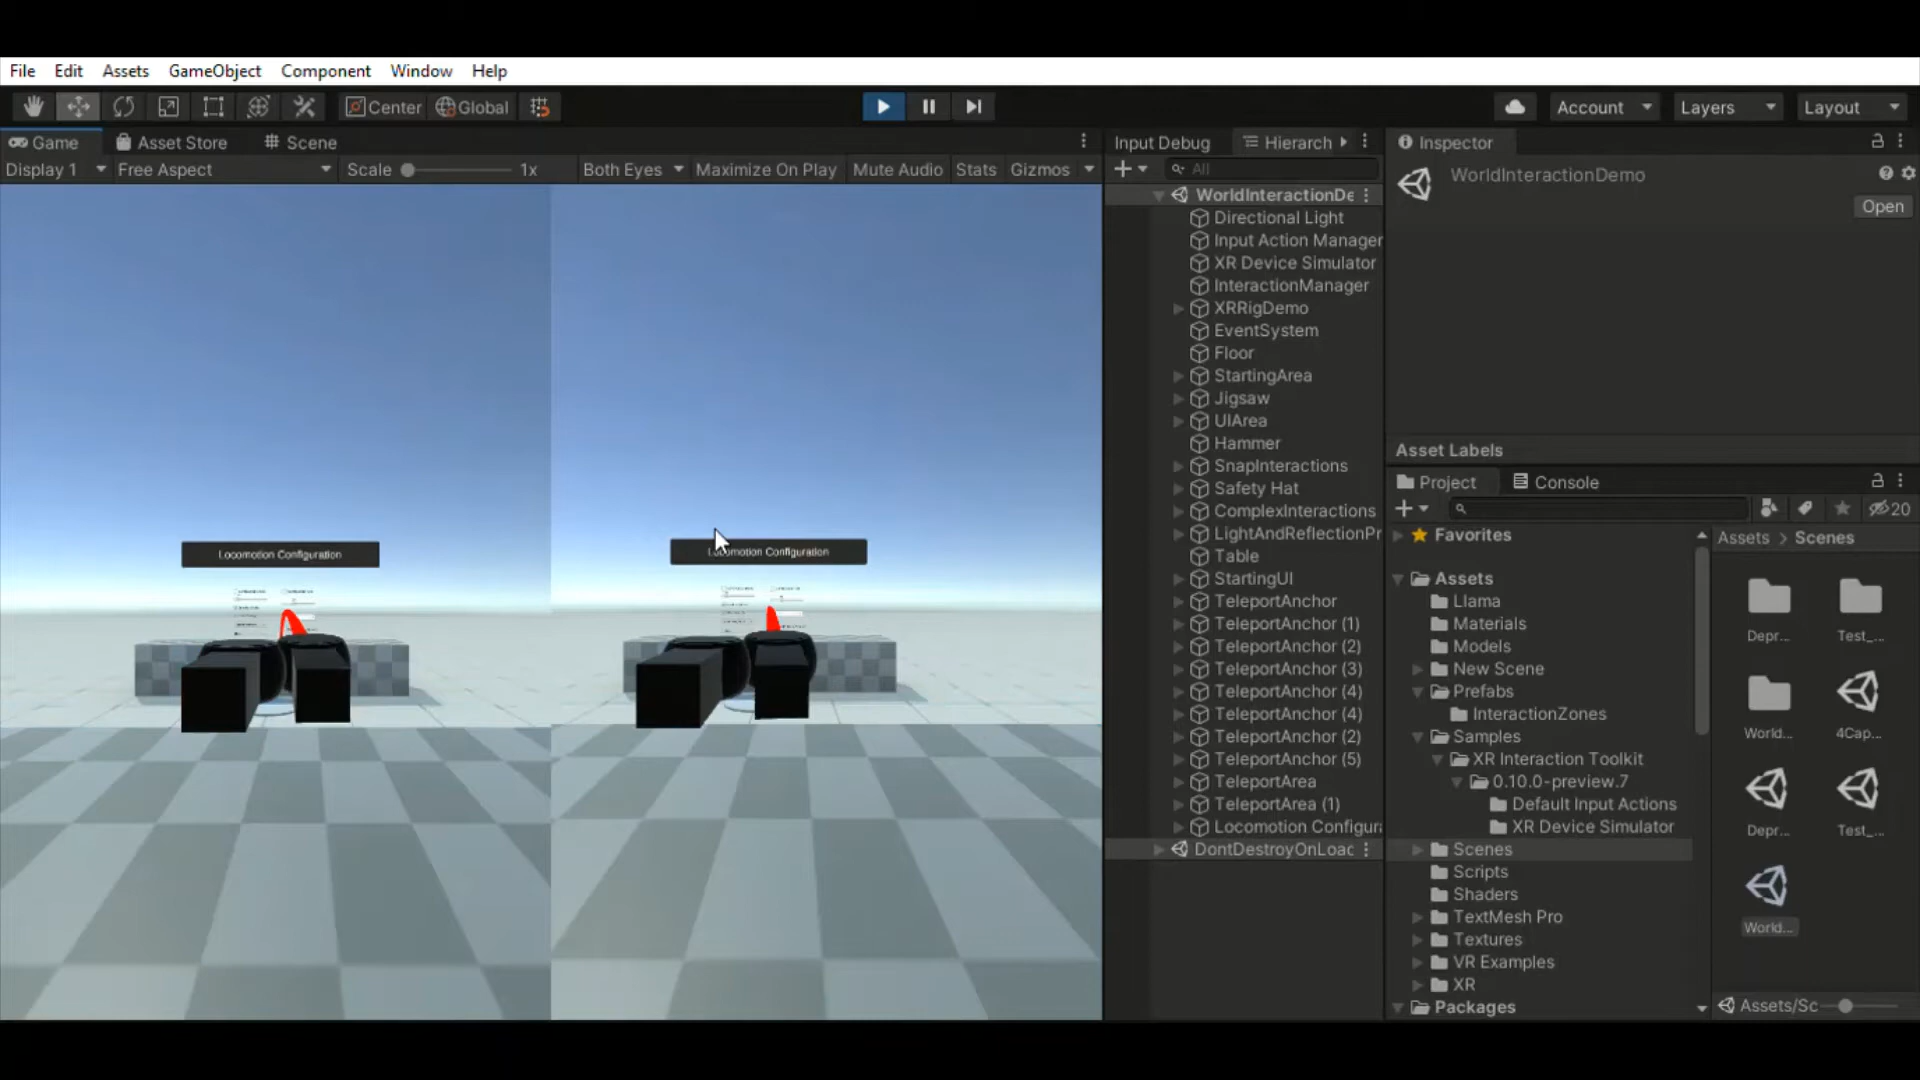 File Edit Assets GameObject Component Window Help
Center Global Account Layers Layout
Game Asset Store Scene
Display 1 Free Aspect Scale 1x Both Eyes Maximize On Play Mute Audio Stats Gizmos
Locomotion Configuration
Locomotion Configuration
Input Debug Hierarch
All
WorldInteractionDe
Directional Light
Input Action Manager
XR Device Simulator
InteractionManager
XRRigDemo
EventSystem
Floor
StartingArea
Jigsaw
UIArea
Hammer
SnapInteractions
Safety Hat
ComplexInteractions
LightAndReflectionPr
Table
StartingUI
TeleportAnchor
TeleportAnchor (1)
TeleportAnchor (2)
TeleportAnchor (3)
TeleportAnchor (4)
TeleportAnchor (4)
TeleportAnchor (2)
TeleportAnchor (5)
TeleportArea
TeleportArea (1)
Locomotion Configur
DontDestroyOnLoac
Inspector
WorldInteractionDemo
Open
Asset Labels
Project Console
20
Favorites
Assets
Llama
Materials
Models
New Scene
Prefabs
InteractionZones
Samples
XR Interaction Toolkit
0.10.0-preview.7
Default Input Actions
XR Device Simulator
Scenes
Scripts
Shaders
TextMesh Pro
Textures
VR Examples
XR
Packages
Assets > Scenes
Depr... Test_...
World... 4Cap...
Depr... Test_...
World...
Assets/Sc